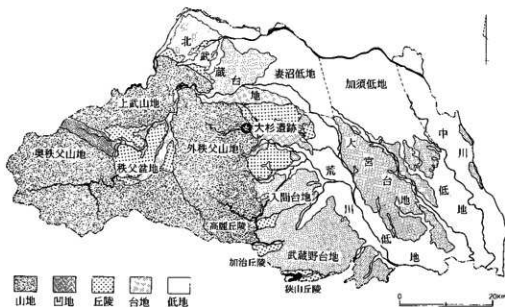 北武蔵台地
妻沼低地
加須低地
中川低地
上武山地
大杉遺跡
奥秩父山地
秩父盆地
外秩父山地
大宮台地
荒川低地
入間台地
高麗丘陵
武蔵野台地
加治丘陵
狭山丘陵
山地 凹地 丘陵 台地 低地
0 20km